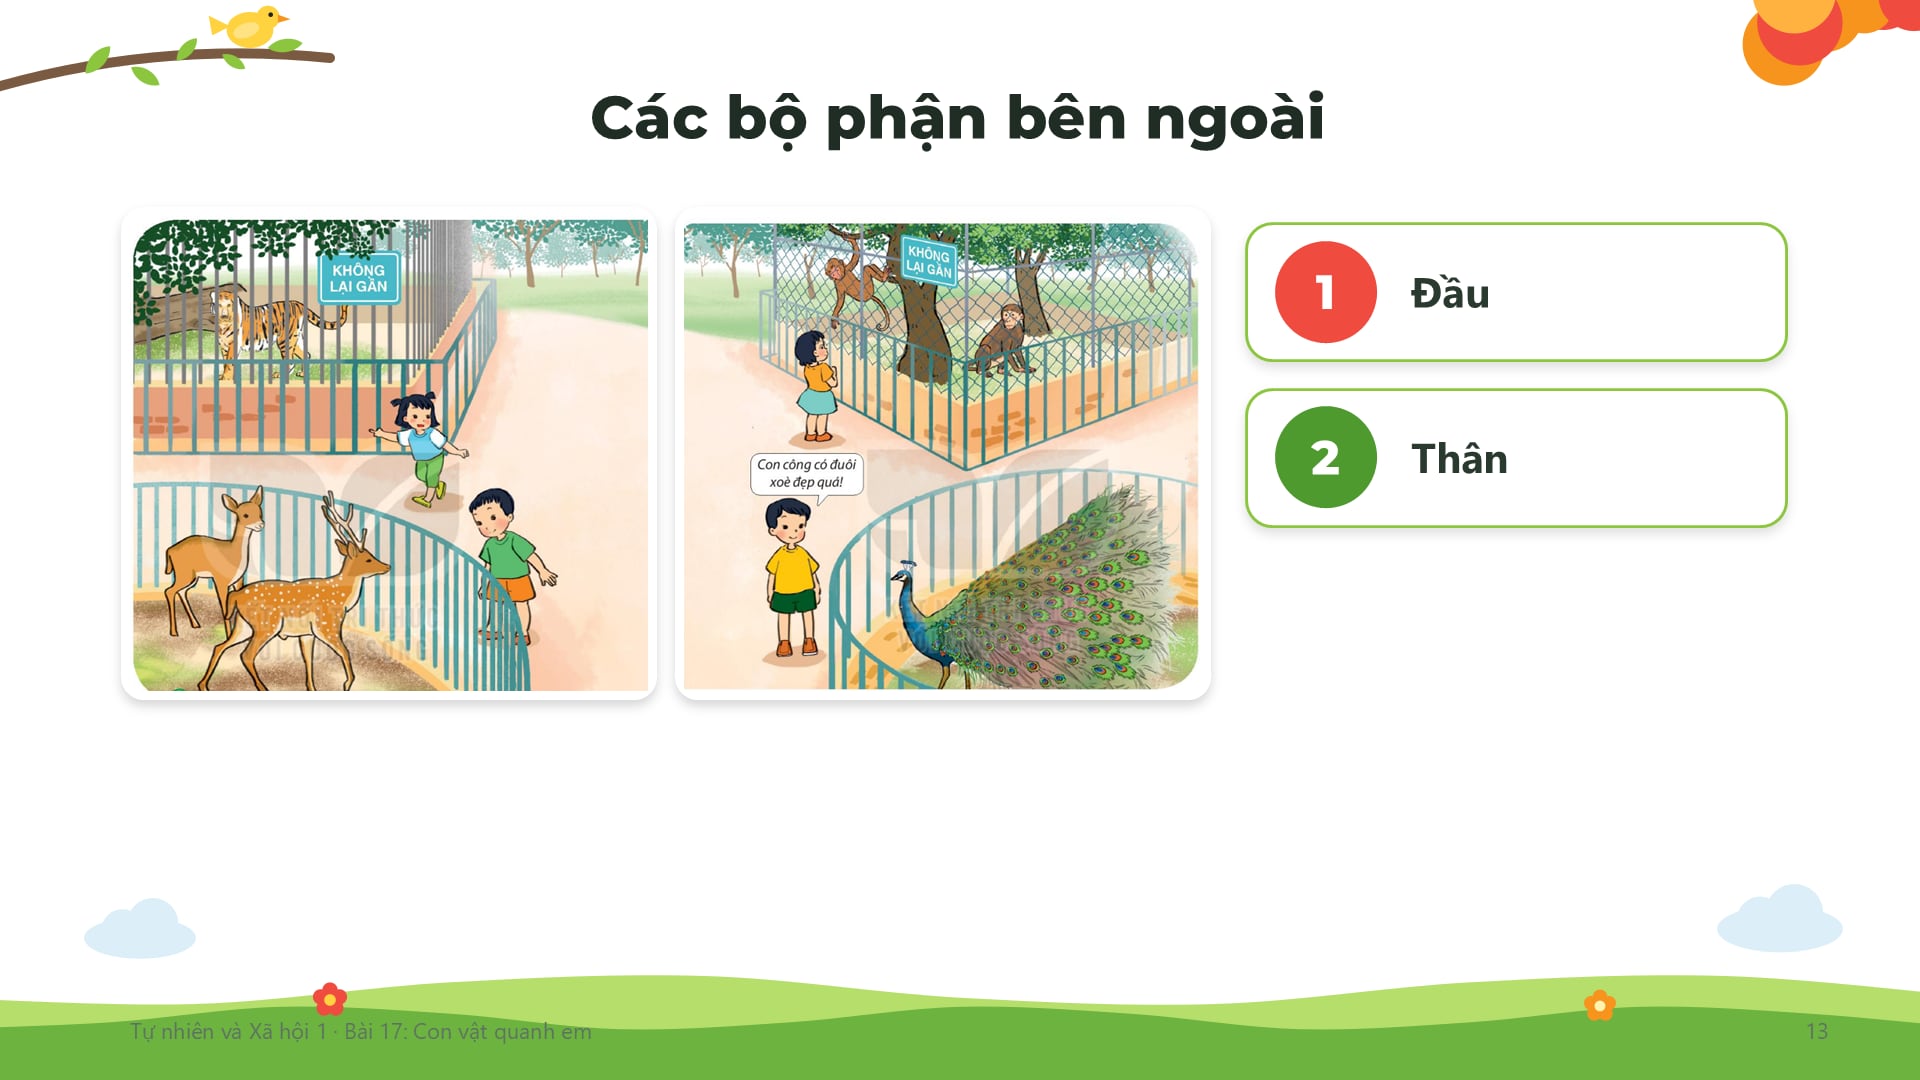 Các bộ phận bên ngoài
KHÔNG
LẠI GẦN
KHÔNG
LẠI GẦN
Con công có đuôi
xoè đẹp quá!
1 Đầu
2 Thân
Tự nhiên và Xã hội 1 · Bài 17: Con vật quanh em
13